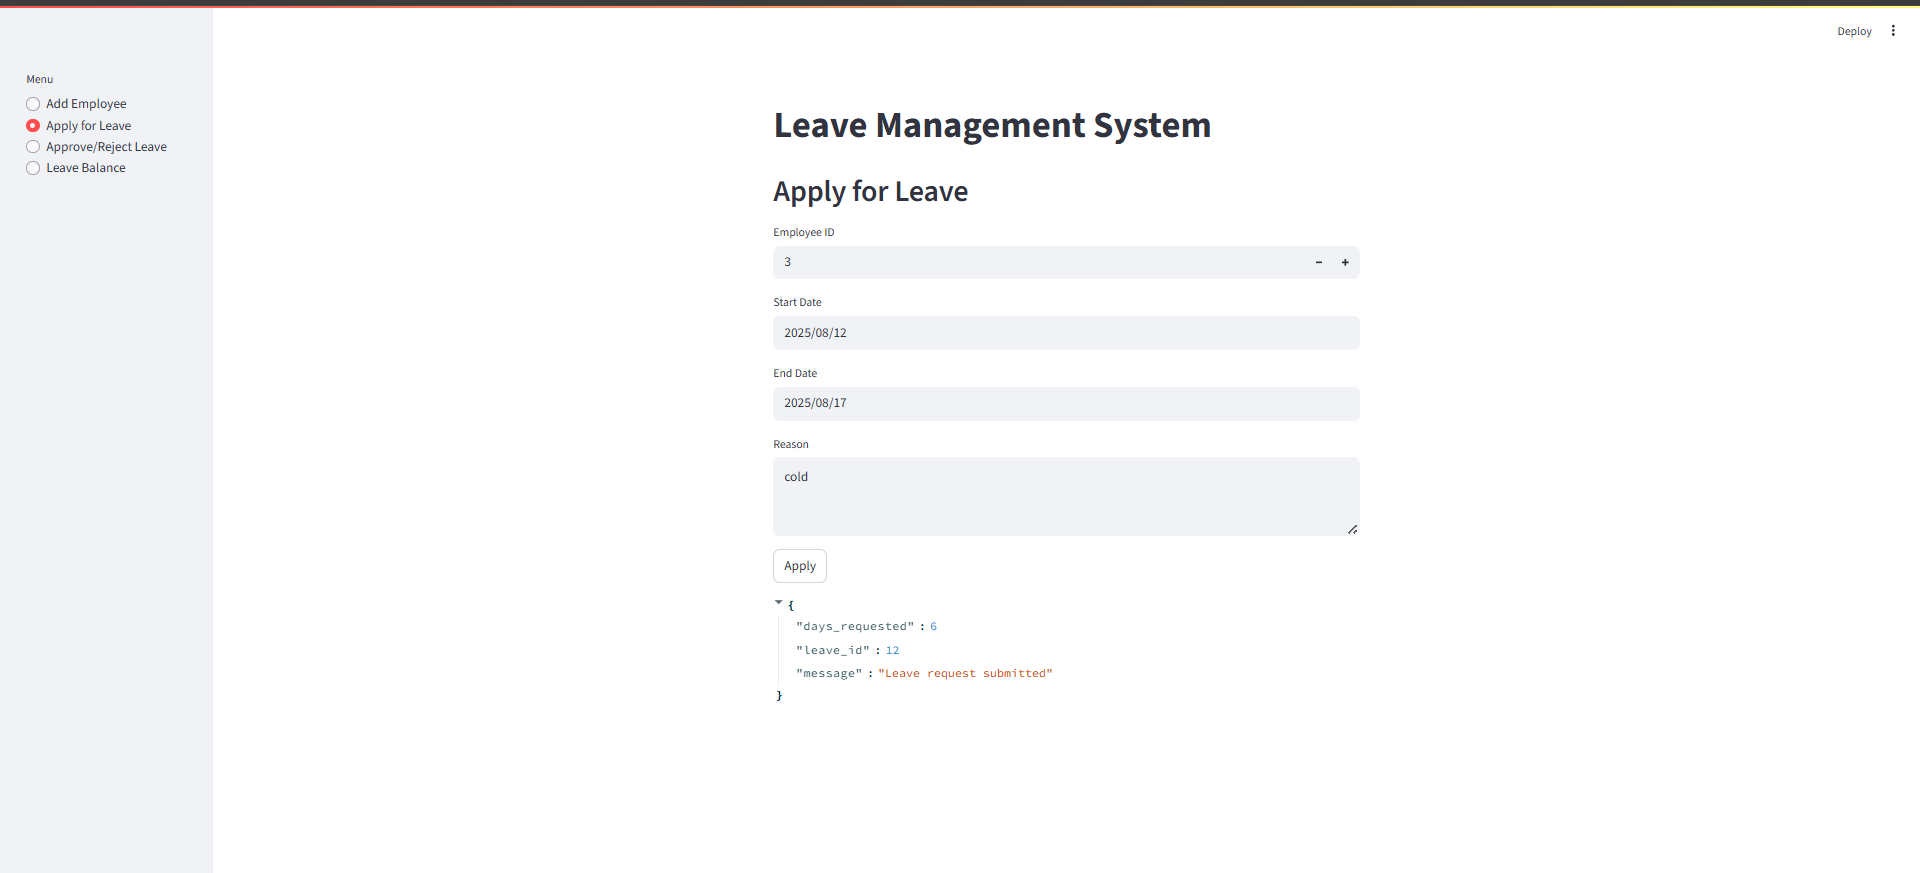 Deploy
Menu
Add Employee
Apply for Leave
Approve/Reject Leave
Leave Balance
Leave Management System
Apply for Leave
Employee ID
3
Start Date
2025/08/12
End Date
2025/08/17
Reason
cold
Apply
{
"days_requested" : 6
"leave_id" : 12
"message" : "Leave request submitted"
}